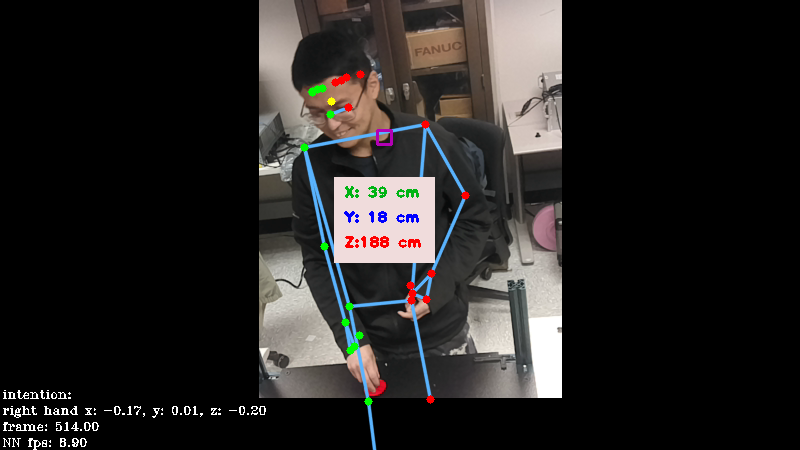 FANUC
X: 39 cm
Y: 18 cm
Z:188 cm
intention:
right hand x: -0.17, y: 0.01, z: -0.20
frame: 514.00
NN fps: 8.90